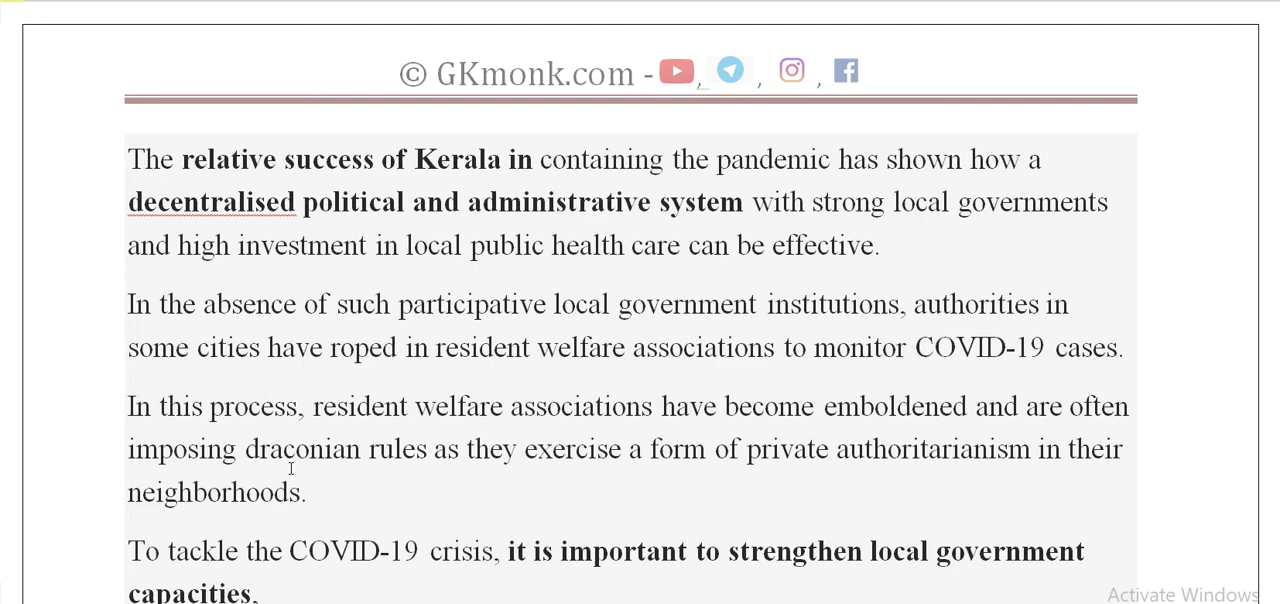 © GKmonk.com - , , ,
The relative success of Kerala in containing the pandemic has shown how a
decentralised political and administrative system with strong local governments
and high investment in local public health care can be effective.
In the absence of such participative local government institutions, authorities in
some cities have roped in resident welfare associations to monitor COVID-19 cases.
In this process, resident welfare associations have become emboldened and are often
imposing draconian rules as they exercise a form of private authoritarianism in their
neighborhoods.
To tackle the COVID-19 crisis, it is important to strengthen local government
capacities,
Activate Windows